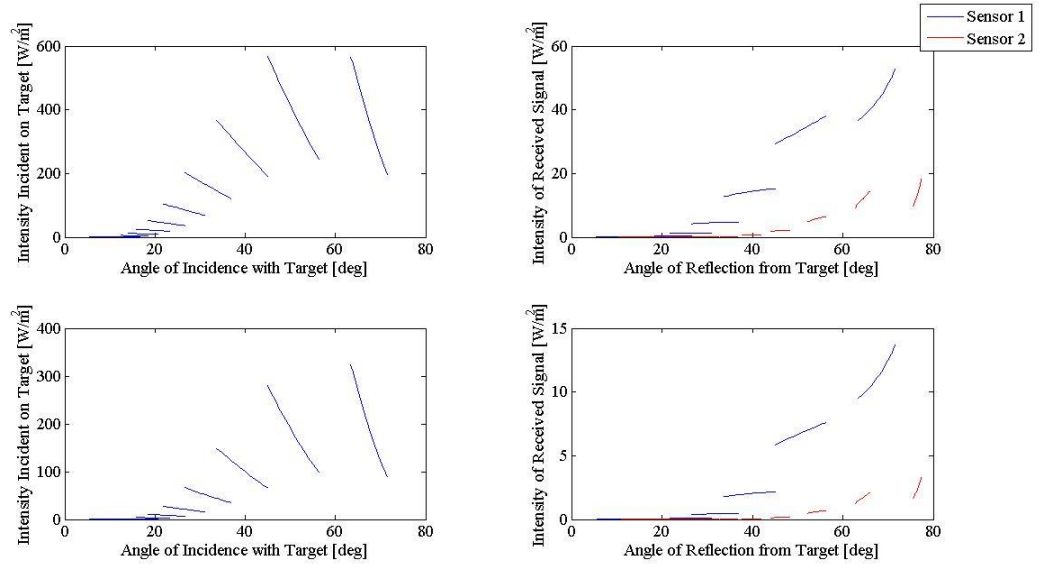 Sensor 1
Sensor 2
Intensity Incident on Target [W/m²]
600
400
200
0
0 20 40 60 80
Angle of Incidence with Target [deg]
Intensity of Received Signal [W/m²]
60
40
20
0
0 20 40 60 80
Angle of Reflection from Target [deg]
Intensity Incident on Target [W/m²]
400
300
200
100
0
0 20 40 60 80
Angle of Incidence with Target [deg]
Intensity of Received Signal [W/m²]
15
10
5
0
0 20 40 60 80
Angle of Reflection from Target [deg]